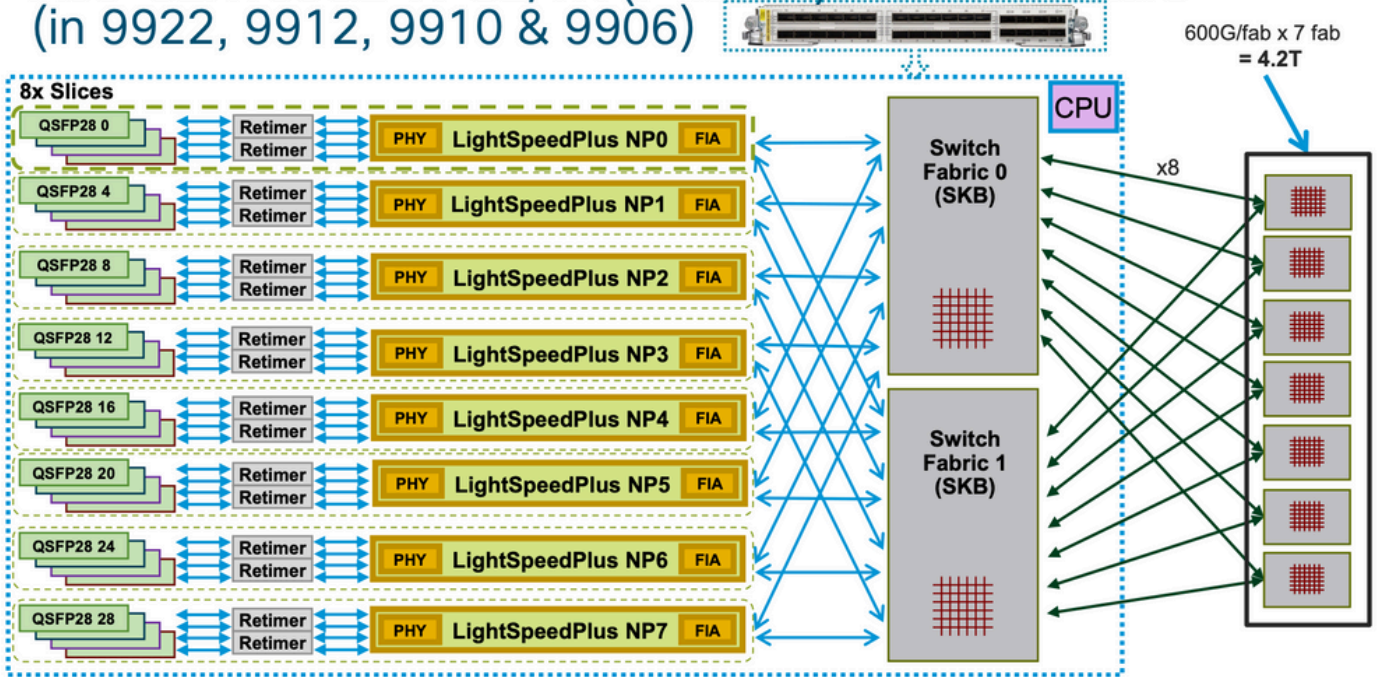 (in 9922, 9912, 9910 & 9906)
600G/fab x 7 fab
= 4.2T
8x Slices
CPU
QSFP28 0
Retimer
Retimer
PHY
LightSpeedPlus NP0
FIA
QSFP28 4
Retimer
Retimer
PHY
LightSpeedPlus NP1
FIA
QSFP28 8
Retimer
Retimer
PHY
LightSpeedPlus NP2
FIA
QSFP28 12
Retimer
Retimer
PHY
LightSpeedPlus NP3
FIA
QSFP28 16
Retimer
Retimer
PHY
LightSpeedPlus NP4
FIA
QSFP28 20
Retimer
Retimer
PHY
LightSpeedPlus NP5
FIA
QSFP28 24
Retimer
Retimer
PHY
LightSpeedPlus NP6
FIA
QSFP28 28
Retimer
Retimer
PHY
LightSpeedPlus NP7
FIA
Switch
Fabric 0
(SKB)
Switch
Fabric 1
(SKB)
x8